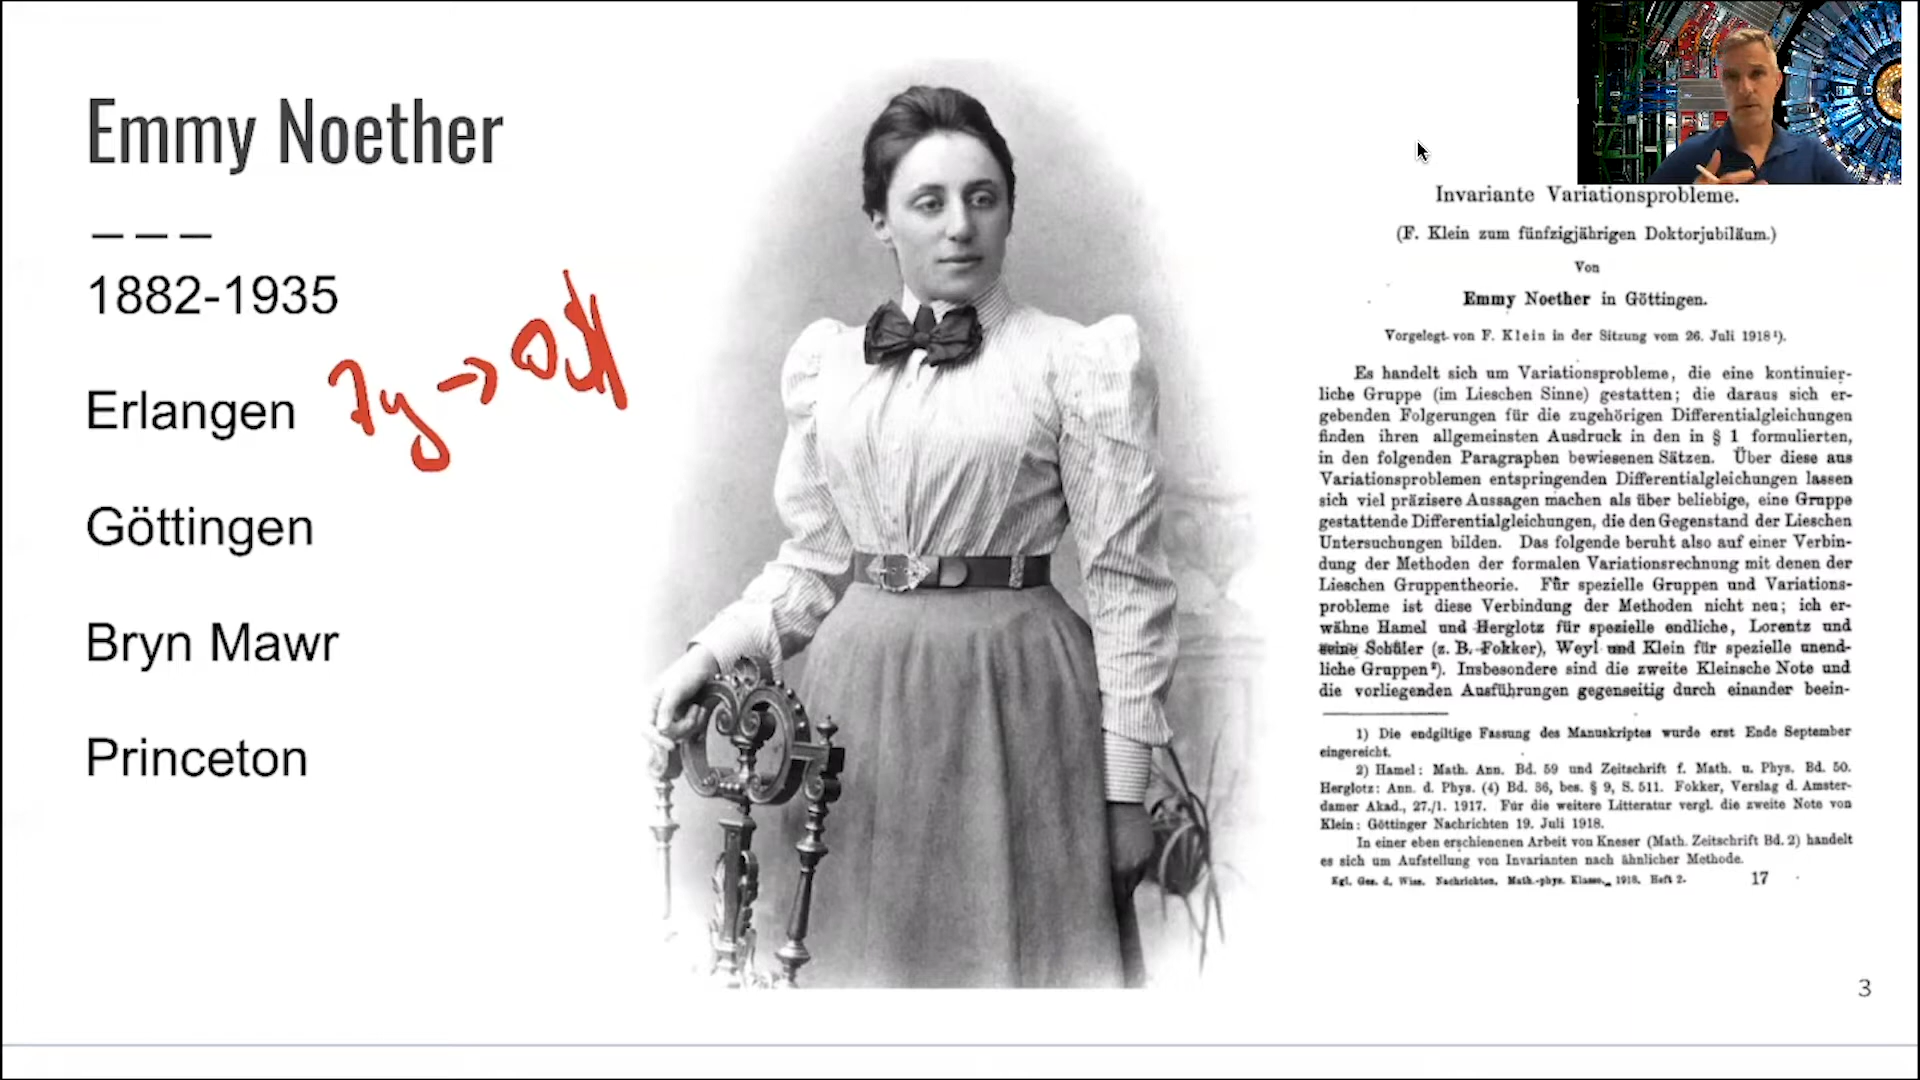 Emmy Noether
1882-1935
Erlangen
7y → 0$
Göttingen
Bryn Mawr
Princeton
Invariante Variationsprobleme.
(F. Klein zum fünfzigjährigen Doktorjubiläum.)
Von
Emmy Noether in Göttingen.
Vorgelegt von F. Klein in der Sitzung vom 26. Juli 1918¹).
Es handelt sich um Variationsprobleme, die eine kontinuier-
liche Gruppe (im Lieschen Sinne) gestatten; die daraus sich er-
gebenden Folgerungen für die zugehörigen Differentialgleichungen
finden ihren allgemeinsten Ausdruck in den in § 1 formulierten,
in den folgenden Paragraphen bewiesenen Sätzen. Über diese aus
Variationsproblemen entspringenden Differentialgleichungen lassen
sich viel präzisere Aussagen machen als über beliebige, eine Gruppe
gestattende Differentialgleichungen, die den Gegenstand der Lieschen
Untersuchungen bilden. Das folgende beruht also auf einer Verbin-
dung der Methoden der formalen Variationsrechnung mit denen der
Lieschen Gruppentheorie. Für spezielle Gruppen und Variations-
probleme ist diese Verbindung der Methoden nicht neu; ich er-
wähne Hamel und Herglotz für spezielle endliche, Lorentz und
seine Schüler (z. B. Fokker), Weyl und Klein für spezielle unend-
liche Gruppen²). Insbesondere sind die zweite Kleinsche Note und
die vorliegenden Ausführungen gegenseitig durch einander beein-
1) Die endgiltige Fassung des Manuskriptes wurde erst Ende September
eingereicht.
2) Hamel: Math. Ann. Bd. 59 und Zeitschrift f. Math. u. Phys. Bd. 50.
Herglotz: Ann. d. Phys. (4) Bd. 36, bes. § 9, S. 511. Fokker, Verslag d. Amster-
damer Akad., 27./1. 1917. Für die weitere Litteratur vergl. die zweite Note von
Klein: Göttinger Nachrichten 19. Juli 1918.
In einer eben erschienenen Arbeit von Kneser (Math. Zeitschrift Bd. 2) handelt
es sich um Aufstellung von Invarianten nach ähnlicher Methode.
Kgl. Ges. d. Wiss. Nachrichten. Math.-phys. Klasse. 1918. Heft 2. 17
3